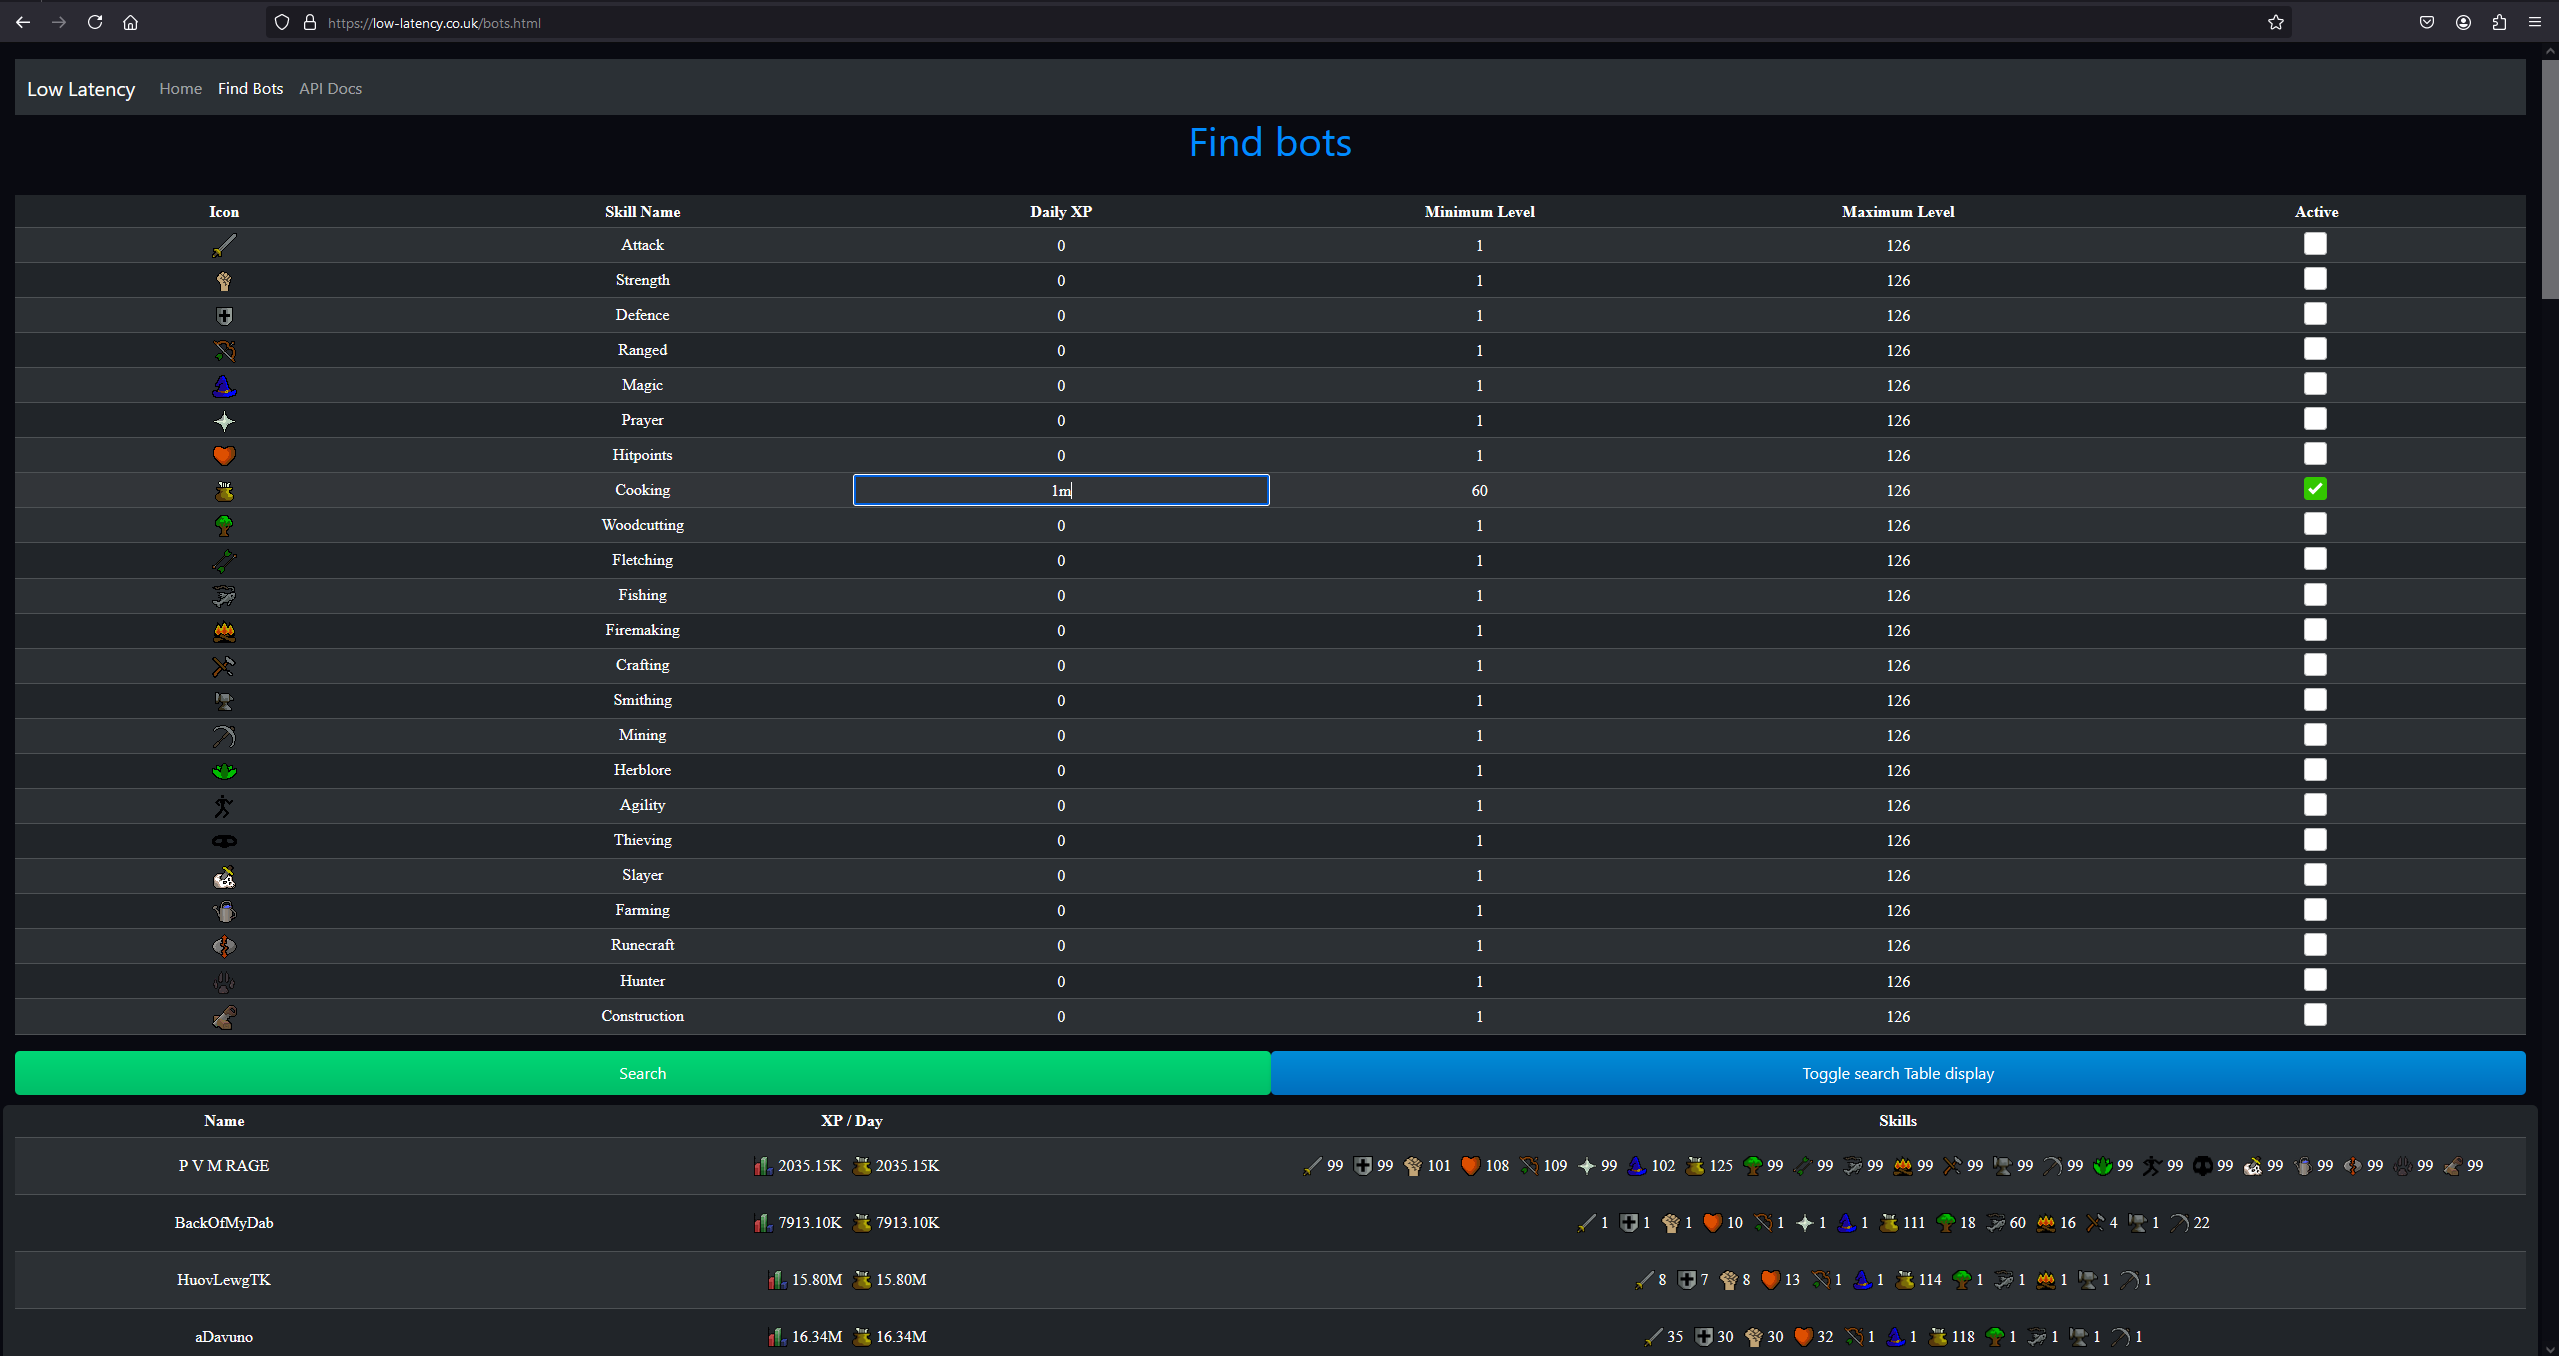 https://low-latency.co.uk/bots.html
Low Latency Home Find Bots API Docs
Find bots
Icon Skill Name Daily XP Minimum Level Maximum Level Active
Attack 0 1 126
Strength 0 1 126
Defence 0 1 126
Ranged 0 1 126
Magic 0 1 126
Prayer 0 1 126
Hitpoints 0 1 126
Cooking 1m 60 126
Woodcutting 0 1 126
Fletching 0 1 126
Fishing 0 1 126
Firemaking 0 1 126
Crafting 0 1 126
Smithing 0 1 126
Mining 0 1 126
Herblore 0 1 126
Agility 0 1 126
Thieving 0 1 126
Slayer 0 1 126
Farming 0 1 126
Runecraft 0 1 126
Hunter 0 1 126
Construction 0 1 126
Search Toggle search Table display
Name XP / Day Skills
P V M RAGE 2035.15K 2035.15K 99 99 101 108 109 99 102 125 99 99 99 99 99 99 99 99 99 99 99 99 99 99 99
BackOfMyDab 7913.10K 7913.10K 1 1 1 10 1 1 1 111 18 60 16 4 1 22
HuovLewgTK 15.80M 15.80M 8 7 8 13 1 1 114 1 1 1 1 1
aDavuno 16.34M 16.34M 35 30 30 32 1 1 118 1 1 1 1